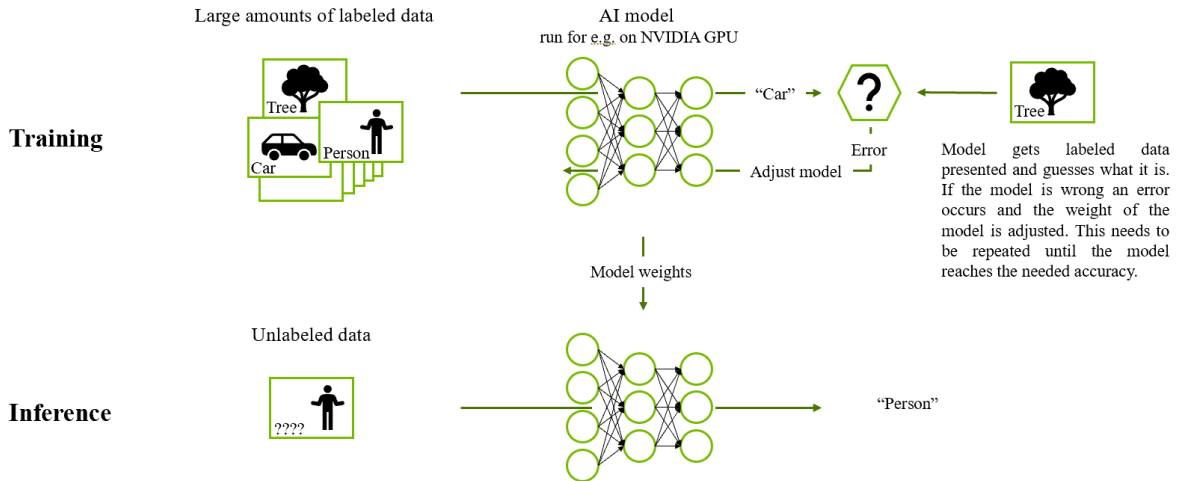 Large amounts of labeled data
AI model
run for e.g. on NVIDIA GPU
Training
Tree
Car
Person
“Car”
?
Tree
Error
Adjust model
Model gets labeled data
presented and guesses what it is.
If the model is wrong an error
occurs and the weight of the
model is adjusted. This needs to
be repeated until the model
reaches the needed accuracy.
Model weights
Unlabeled data
Inference
????
“Person”